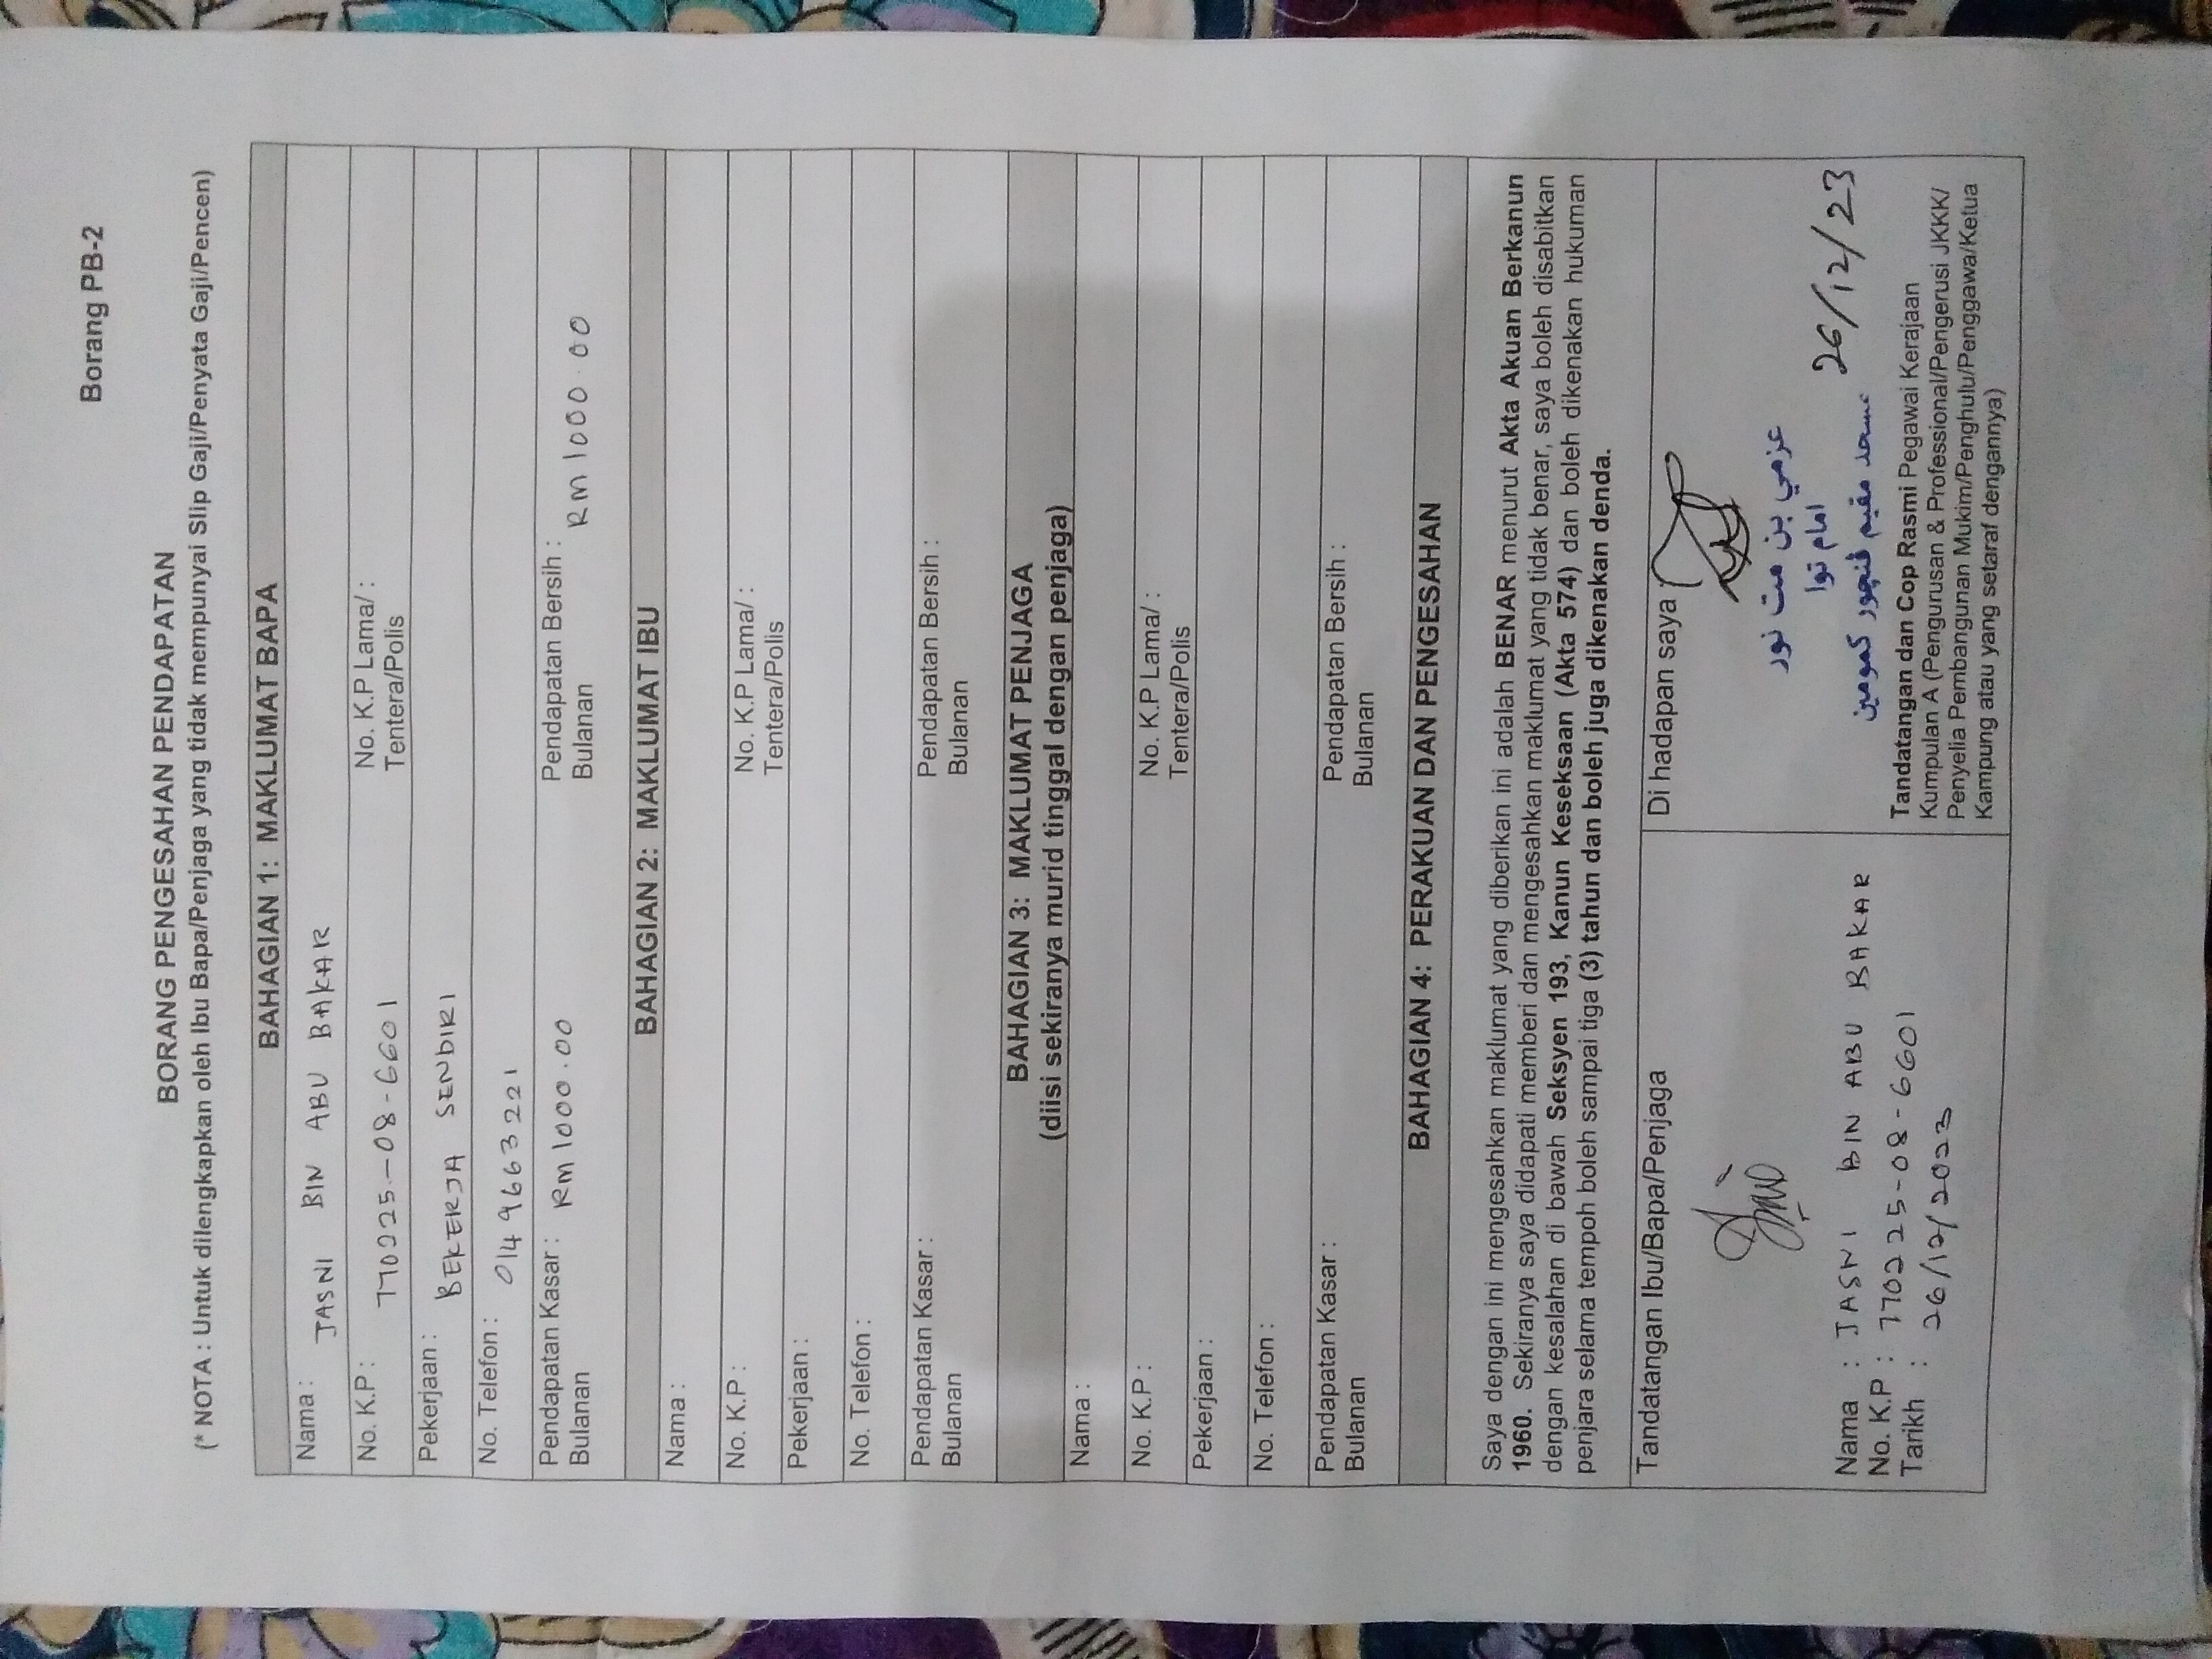 Borang PB-2
BORANG PENGESAHAN PENDAPATAN
(* NOTA : Untuk dilengkapkan oleh Ibu Bapa/Penjaga yang tidak mempunyai Slip Gaji/Penyata Gaji/Pencen)
BAHAGIAN 1: MAKLUMAT BAPA
Nama : JASNI BIN ABU BAKAR
No. K.P : 770225-08-6601 No. K.P Lama/ :
Tentera/Polis
Pekerjaan : BEKERJA SENDIRI
No. Telefon : 0149663221
Pendapatan Kasar : RM 1000.00 Pendapatan Bersih : RM 1000.00
Bulanan Bulanan
BAHAGIAN 2: MAKLUMAT IBU
Nama :
No. K.P : No. K.P Lama/ :
Tentera/Polis
Pekerjaan :
No. Telefon :
Pendapatan Kasar : Pendapatan Bersih :
Bulanan Bulanan
BAHAGIAN 3: MAKLUMAT PENJAGA
(diisi sekiranya murid tinggal dengan penjaga)
Nama :
No. K.P : No. K.P Lama/ :
Tentera/Polis
Pekerjaan :
No. Telefon :
Pendapatan Kasar : Pendapatan Bersih :
Bulanan Bulanan
BAHAGIAN 4: PERAKUAN DAN PENGESAHAN
Saya dengan ini mengesahkan maklumat yang diberikan ini adalah BENAR menurut Akta Akuan Berkanun
1960. Sekiranya saya didapati memberi dan mengesahkan maklumat yang tidak benar, saya boleh disabitkan
dengan kesalahan di bawah Seksyen 193, Kanun Keseksaan (Akta 574) dan boleh dikenakan hukuman
penjara selama tempoh boleh sampai tiga (3) tahun dan boleh juga dikenakan denda.
Tandatangan Ibu/Bapa/Penjaga
Nama : JASNI BIN ABU BAKAR
No. K.P : 770225-08-6601
Tarikh : 26/12/2023
Di hadapan saya :
عزمي بن مت نور
امام توا
26/12/23
مسجد مقيم ڤنچور كمومين
Tandatangan dan Cop Rasmi Pegawai Kerajaan
Kumpulan A (Pengurusan & Professional/Pengerusi JKKK/
Penyelia Pembangunan Mukim/Penghulu/Penggawa/Ketua
Kampung atau yang setaraf dengannya)